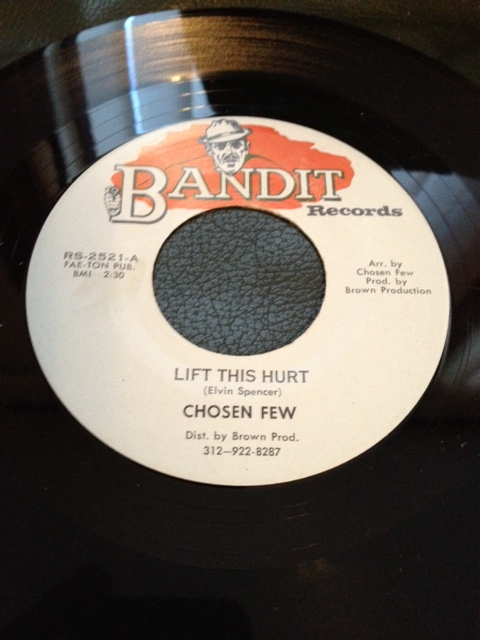 THE BANDIT
Records
RS-2521-A
FAE-TON PUB.
BMI 2:30
Arr. by
Chosen Few
Prod. by
Brown Production
LIFT THIS HURT
(Elvin Spencer)
CHOSEN FEW
Dist. by Brown Prod.
312-922-8287